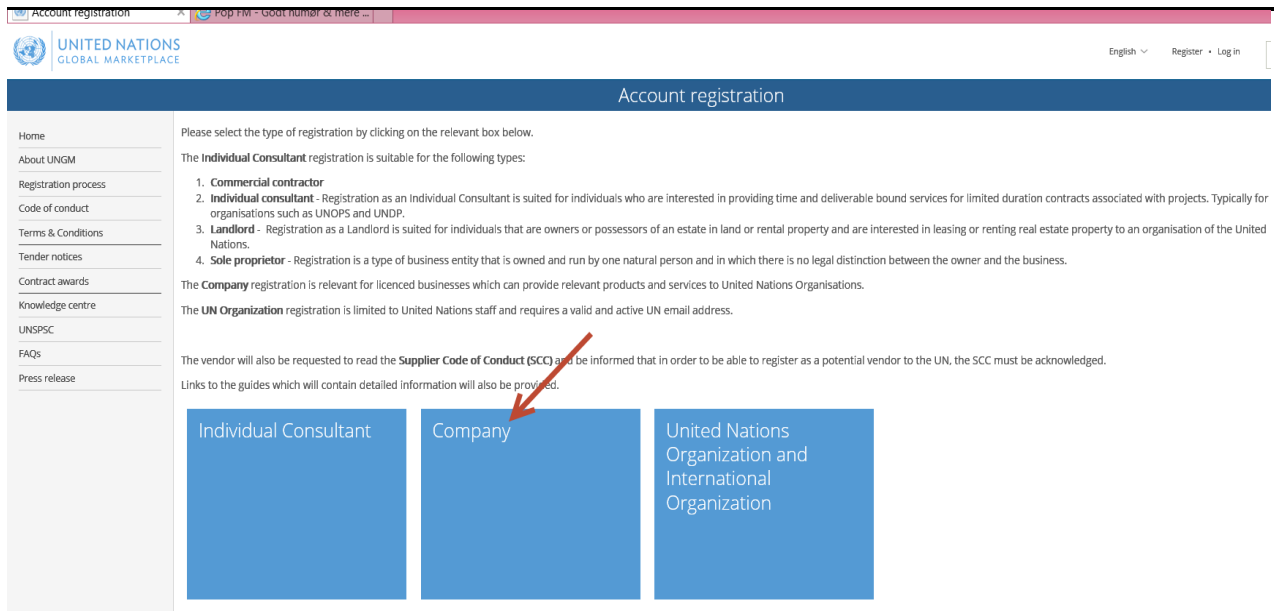 Account registration
Pop FM - Godt humør & mere ...
UNITED NATIONS
GLOBAL MARKETPLACE
English
Register • Log in
Account registration
Home
About UNGM
Registration process
Code of conduct
Terms & Conditions
Tender notices
Contract awards
Knowledge centre
UNSPSC
FAQs
Press release
Please select the type of registration by clicking on the relevant box below.
The Individual Consultant registration is suitable for the following types:
1. Commercial contractor
2. Individual consultant - Registration as an Individual Consultant is suited for individuals who are interested in providing time and deliverable bound services for limited duration contracts associated with projects. Typically for
organisations such as UNOPS and UNDP.
3. Landlord - Registration as a Landlord is suited for individuals that are owners or possessors of an estate in land or rental property and are interested in leasing or renting real estate property to an organisation of the United
Nations.
4. Sole proprietor - Registration is a type of business entity that is owned and run by one natural person and in which there is no legal distinction between the owner and the business.
The Company registration is relevant for licenced businesses which can provide relevant products and services to United Nations Organisations.
The UN Organization registration is limited to United Nations staff and requires a valid and active UN email address.
The vendor will also be requested to read the Supplier Code of Conduct (SCC) and be informed that in order to be able to register as a potential vendor to the UN, the SCC must be acknowledged.
Links to the guides which will contain detailed information will also be provided.
Individual Consultant
Company
United Nations
Organization and
International
Organization